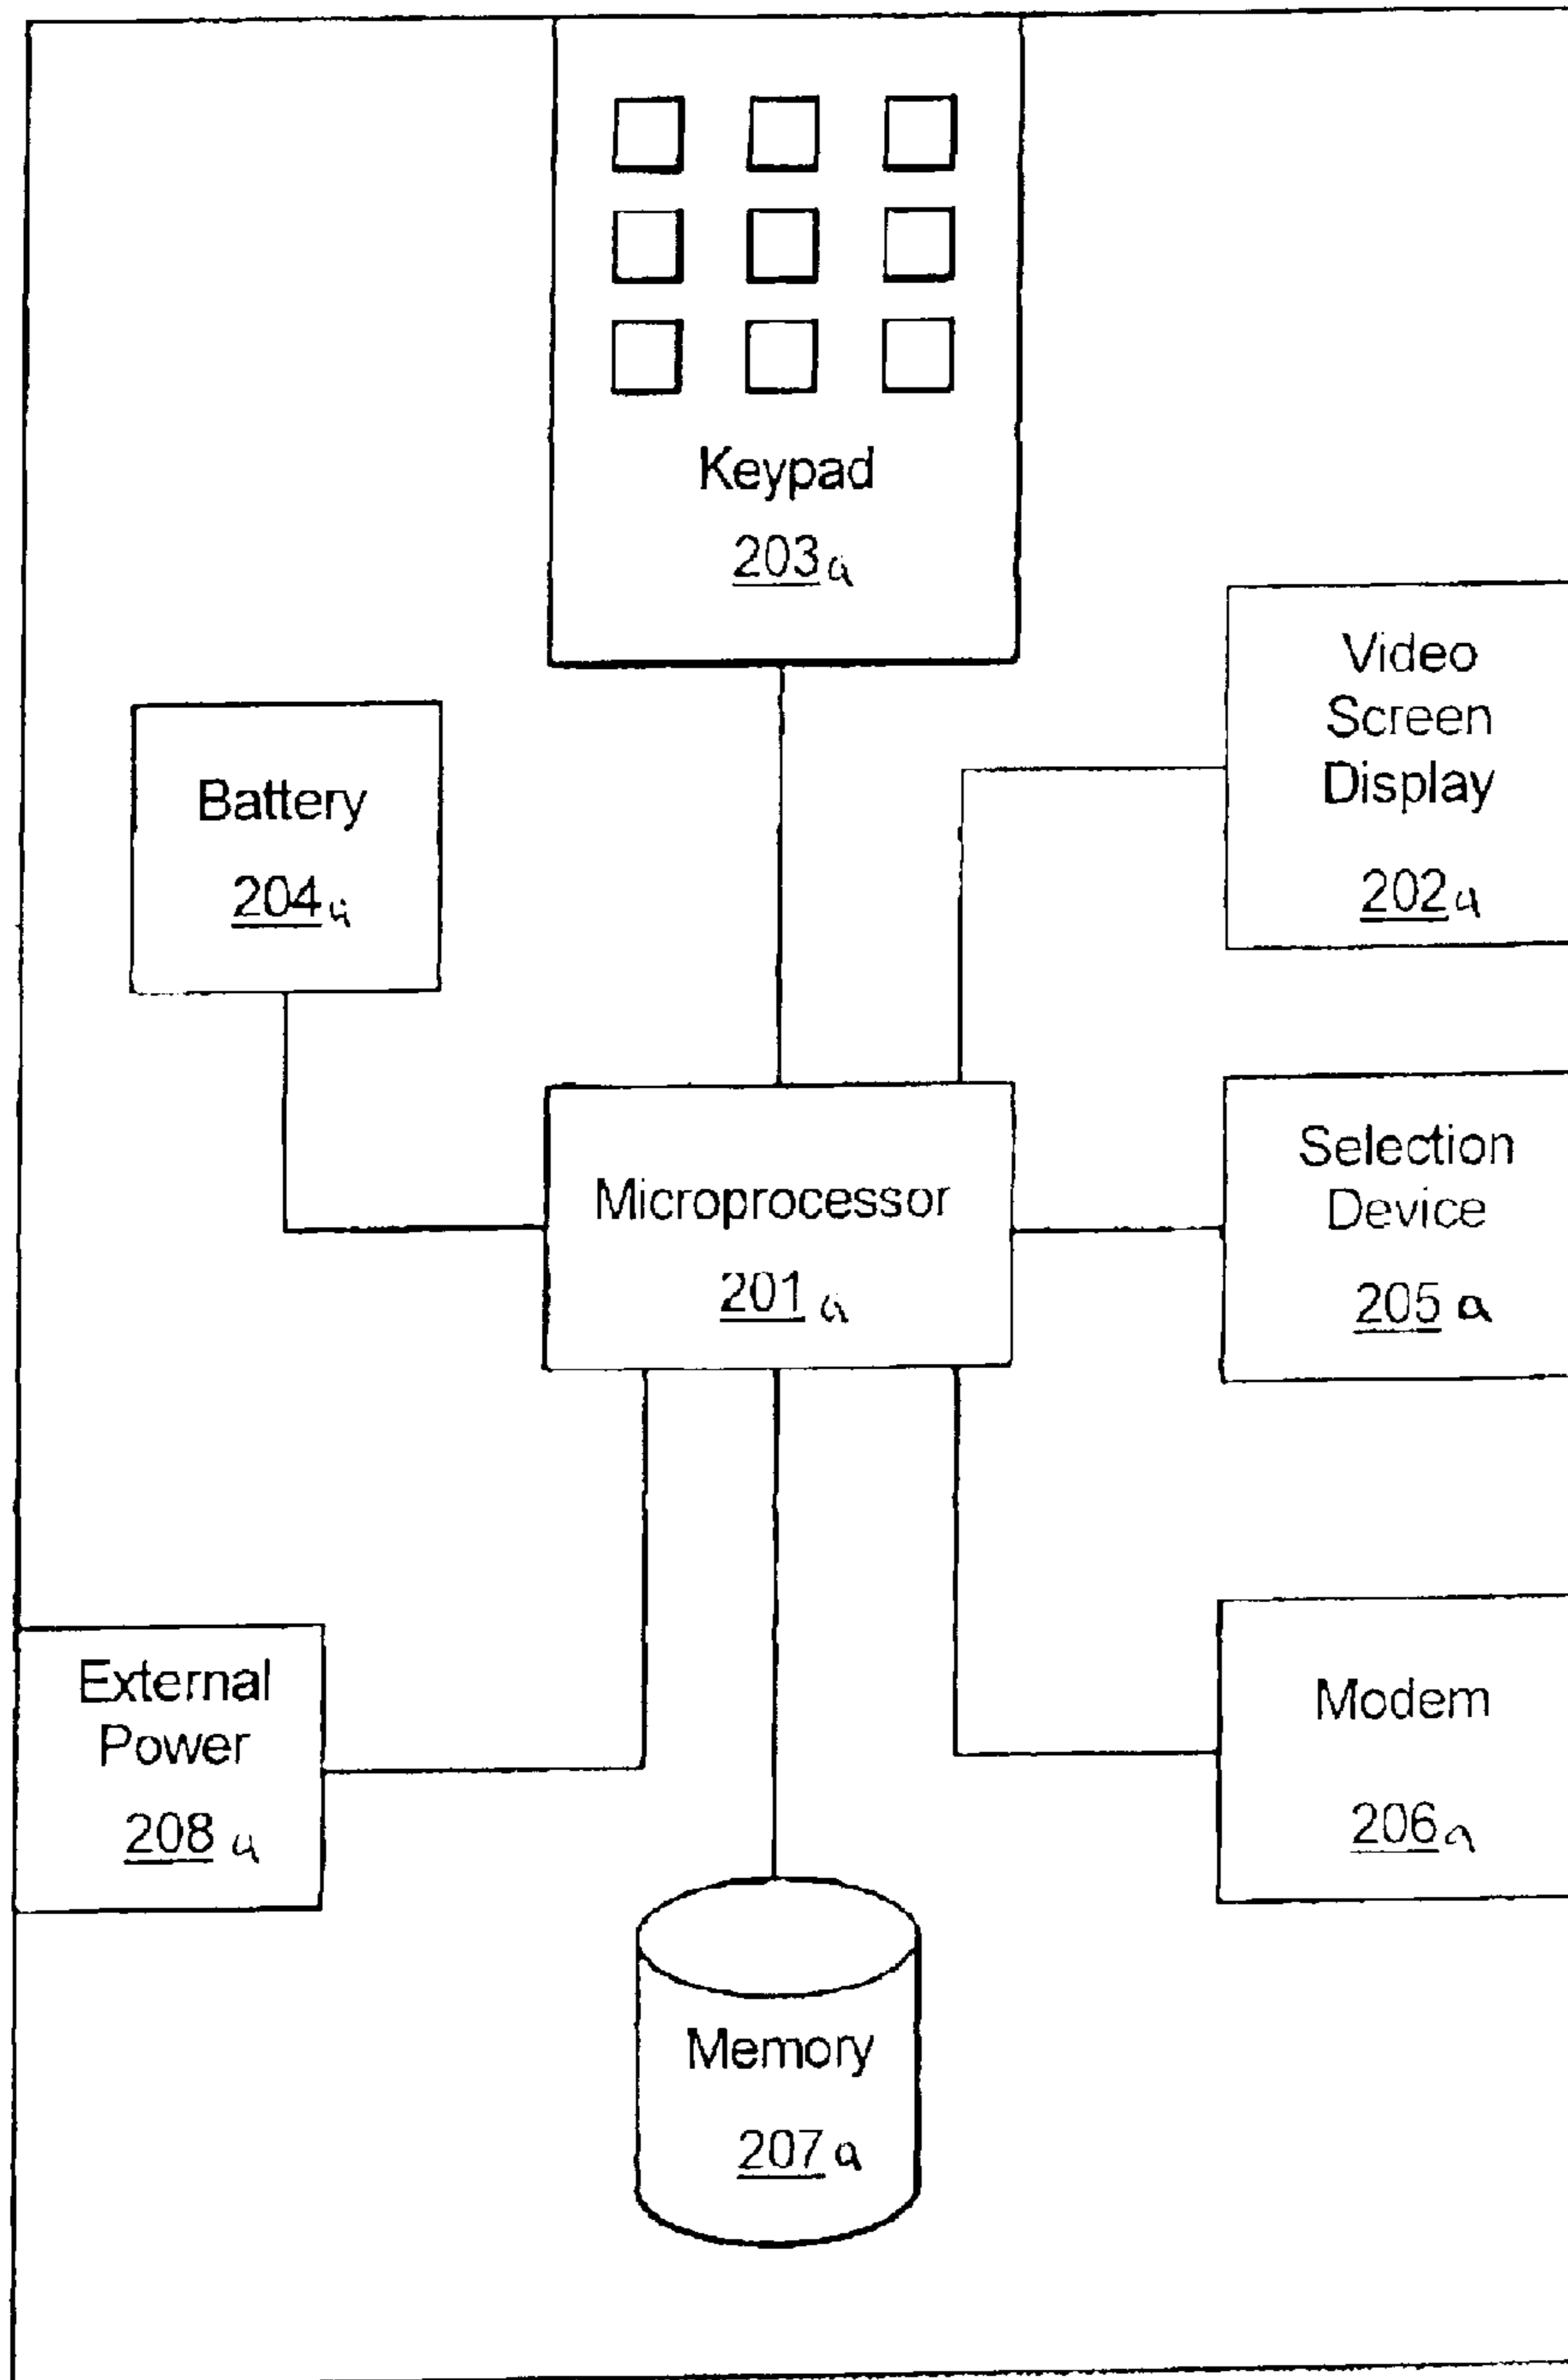 Keypad
203a
Video
Screen
Display
202a
Battery
204a
Microprocessor
201a
Selection
Device
205a
External
Power
208a
Modem
206a
Memory
207a